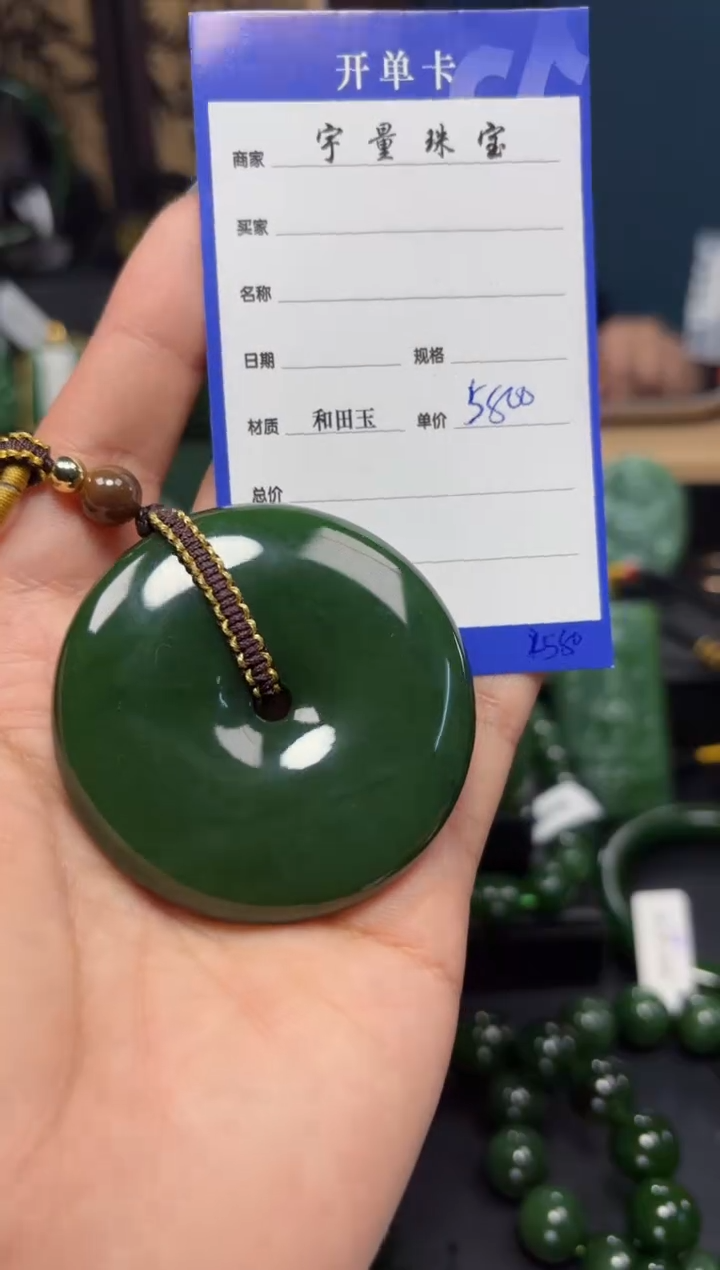 开单卡
商家 宇量珠宝
买家
名称
日期 规格
材质 和田玉 单价 5800
总价